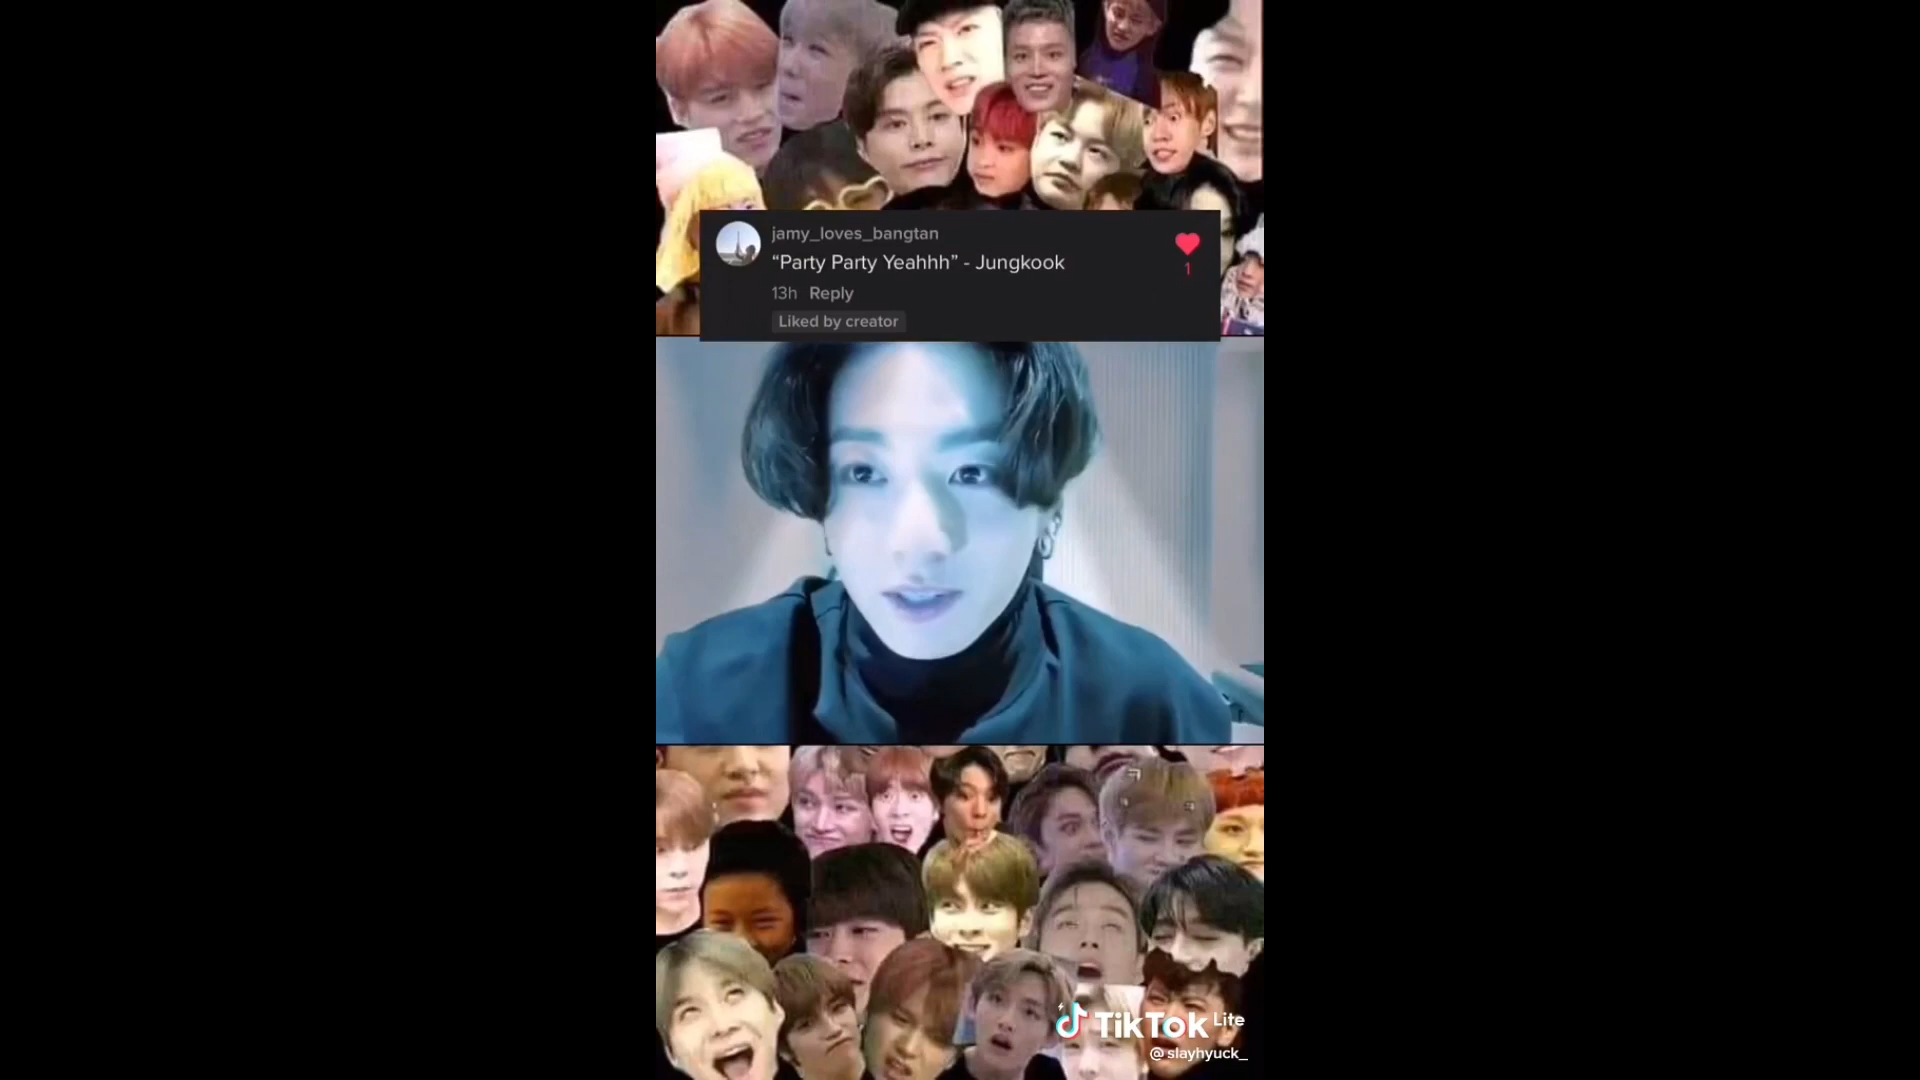 jamy_loves_bangtan
“Party Party Yeahhh” - Jungkook
1
13h Reply
Liked by creator
TikTok Lite
@slayhyuck_